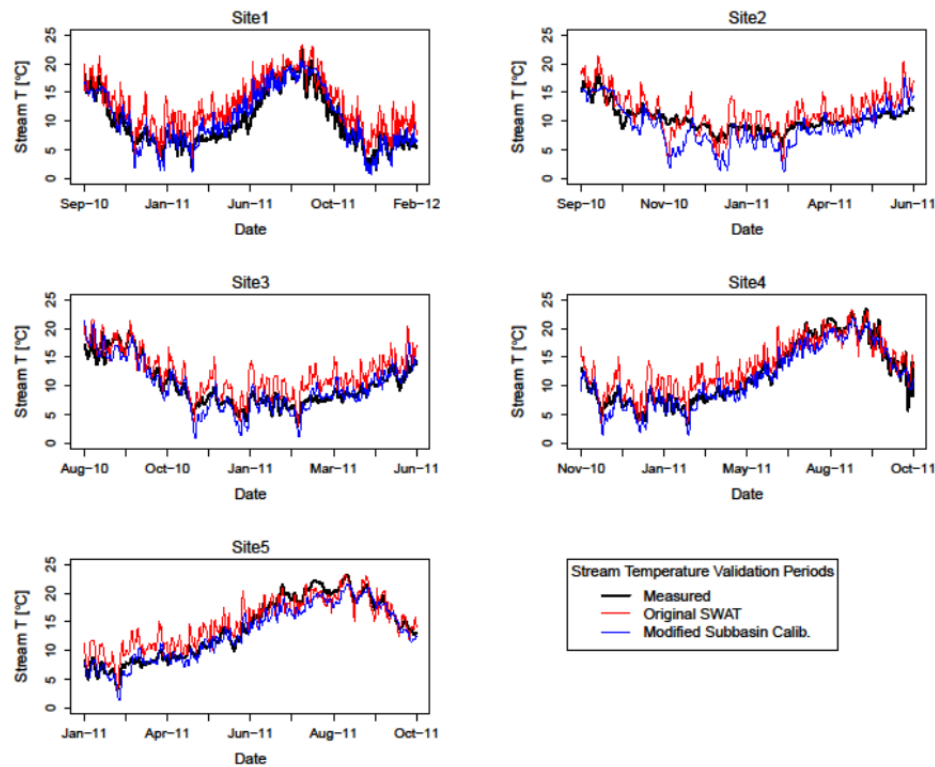 Site1
Stream T [°C]
0 5 10 15 20 25
Sep−10 Jan−11 Jun−11 Oct−11 Feb−12
Date
Site2
Stream T [°C]
0 5 10 15 20 25
Sep−10 Nov−10 Jan−11 Apr−11 Jun−11
Date
Site3
Stream T [°C]
0 5 10 15 20 25
Aug−10 Oct−10 Jan−11 Mar−11 Jun−11
Date
Site4
Stream T [°C]
0 5 10 15 20 25
Nov−10 Jan−11 May−11 Aug−11 Oct−11
Date
Site5
Stream T [°C]
0 5 10 15 20 25
Jan−11 Apr−11 Jun−11 Aug−11 Oct−11
Date
Stream Temperature Validation Periods
Measured
Original SWAT
Modified Subbasin Calib.